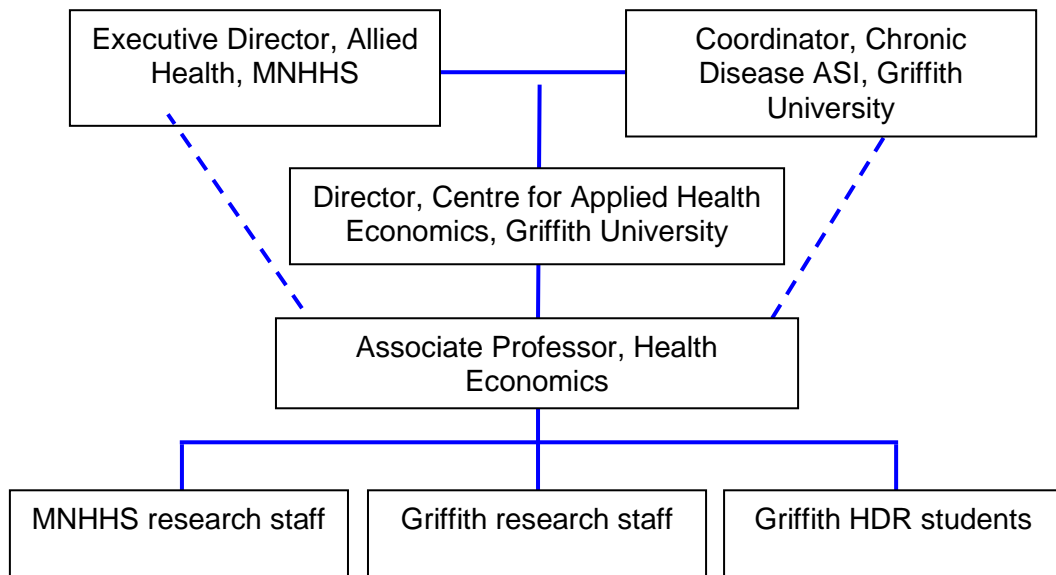 Executive Director, Allied
Health, MNHHS
Coordinator, Chronic
Disease ASI, Griffith
University
Director, Centre for Applied Health
Economics, Griffith University
Associate Professor, Health
Economics
MNHHS research staff
Griffith research staff
Griffith HDR students